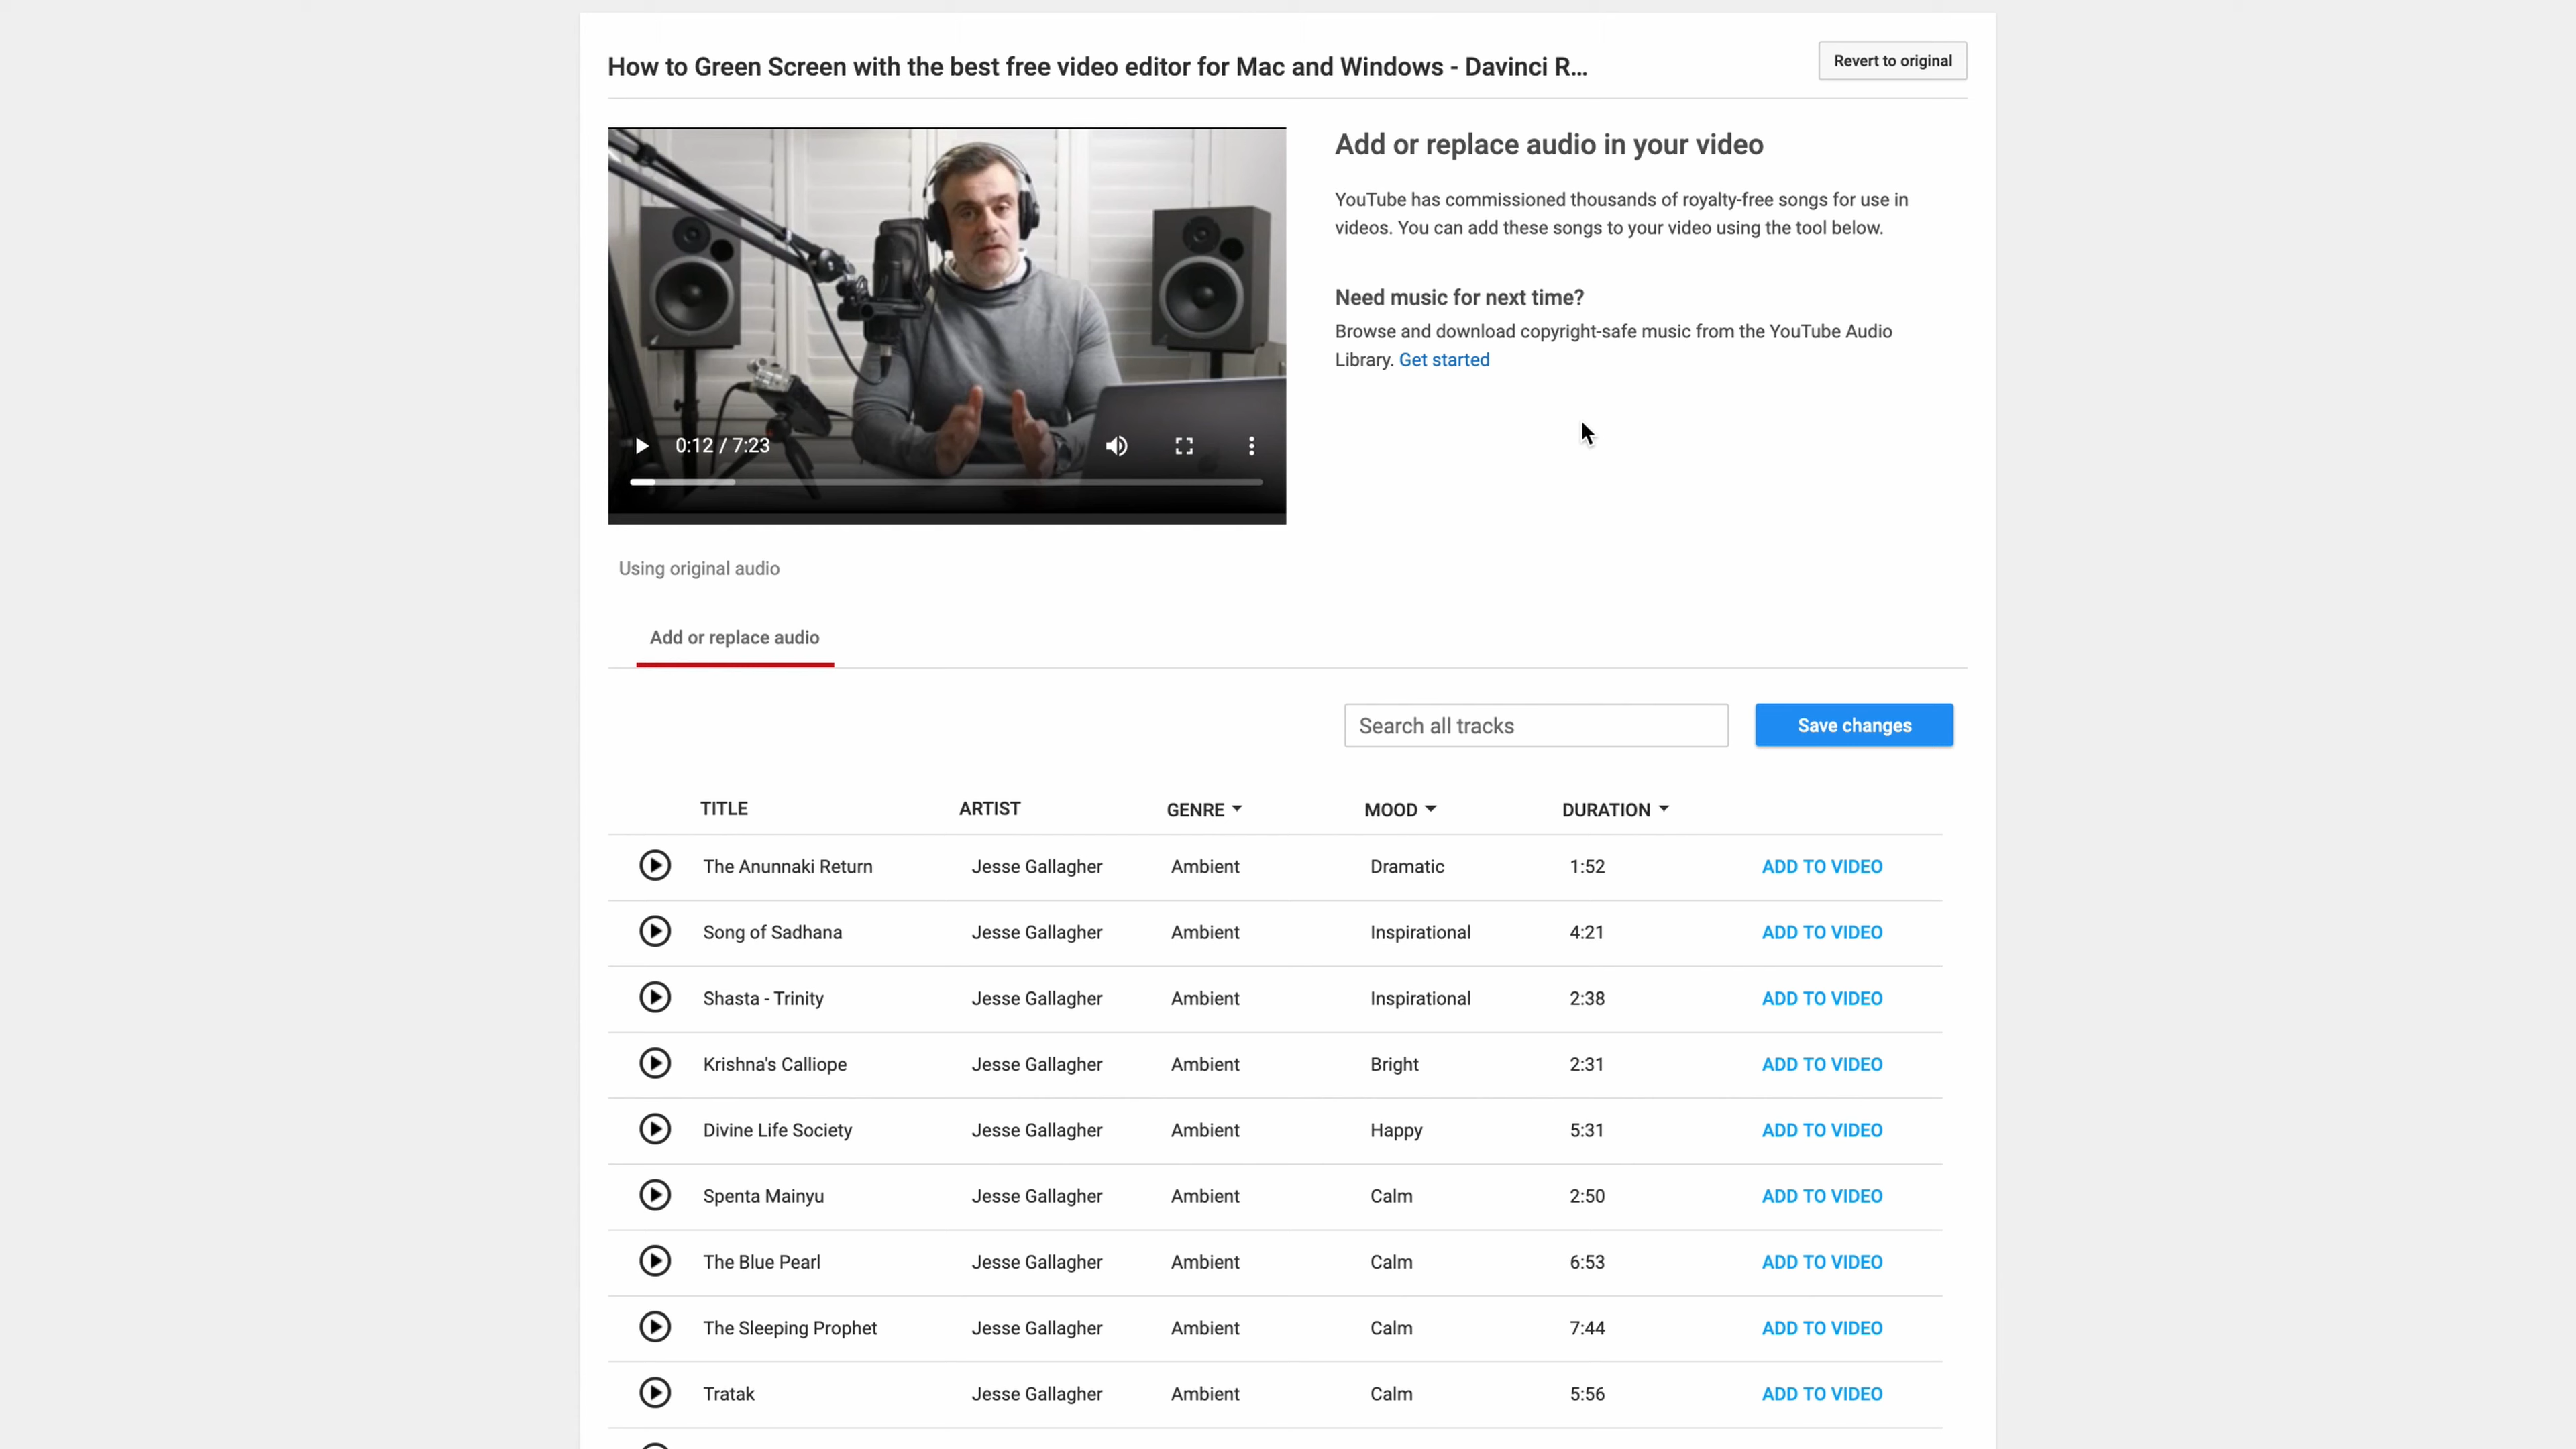 How to Green Screen with the best free video editor for Mac and Windows - Davinci R...
Revert to original
0:12 / 7:23
Add or replace audio in your video
YouTube has commissioned thousands of royalty-free songs for use in
videos. You can add these songs to your video using the tool below.
Need music for next time?
Browse and download copyright-safe music from the YouTube Audio
Library. Get started
Using original audio
Add or replace audio
Search all tracks
Save changes
TITLE ARTIST GENRE MOOD DURATION
The Anunnaki Return Jesse Gallagher Ambient Dramatic 1:52 ADD TO VIDEO
Song of Sadhana Jesse Gallagher Ambient Inspirational 4:21 ADD TO VIDEO
Shasta - Trinity Jesse Gallagher Ambient Inspirational 2:38 ADD TO VIDEO
Krishna's Calliope Jesse Gallagher Ambient Bright 2:31 ADD TO VIDEO
Divine Life Society Jesse Gallagher Ambient Happy 5:31 ADD TO VIDEO
Spenta Mainyu Jesse Gallagher Ambient Calm 2:50 ADD TO VIDEO
The Blue Pearl Jesse Gallagher Ambient Calm 6:53 ADD TO VIDEO
The Sleeping Prophet Jesse Gallagher Ambient Calm 7:44 ADD TO VIDEO
Tratak Jesse Gallagher Ambient Calm 5:56 ADD TO VIDEO